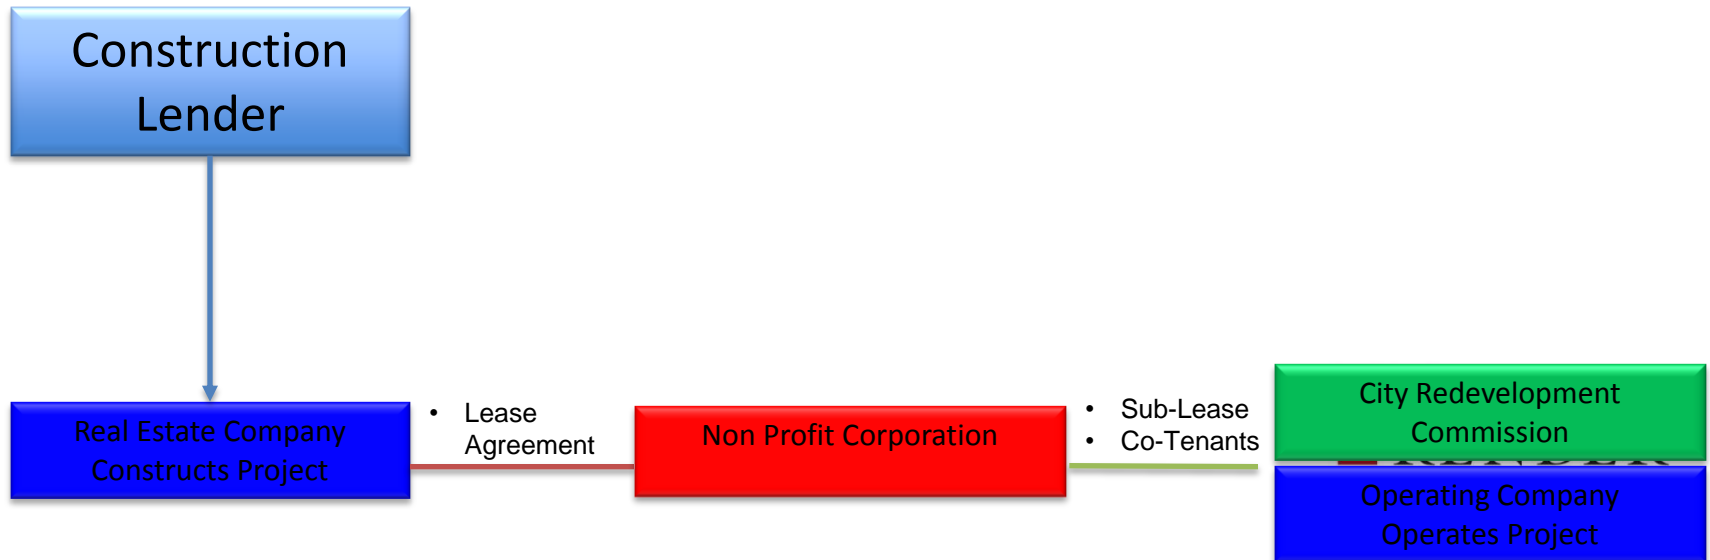 Construction
Lender
Real Estate Company
Constructs Project
• Lease
Agreement
Non Profit Corporation
• Sub-Lease
• Co-Tenants
City Redevelopment
Commission
Operating Company
Operates Project